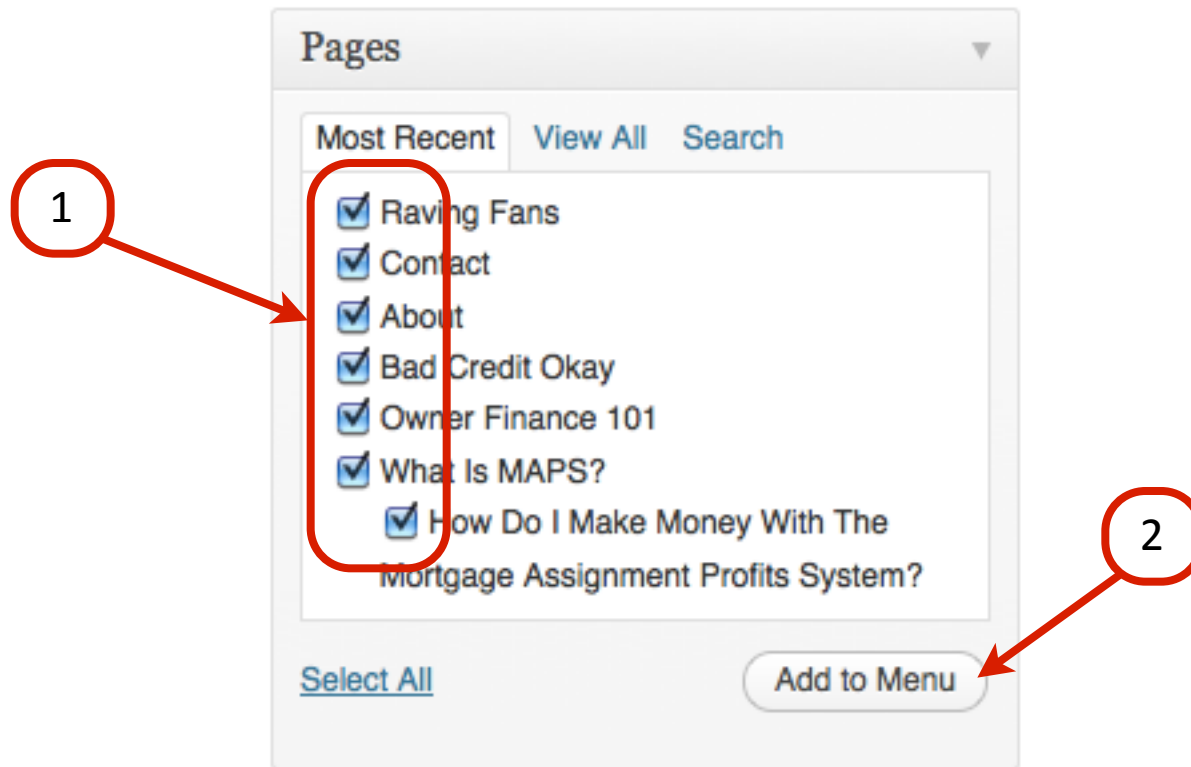 Pages
Most Recent View All Search
1
Raving Fans
Contact
About
Bad Credit Okay
Owner Finance 101
What Is MAPS?
How Do I Make Money With The
Mortgage Assignment Profits System?
2
Select All Add to Menu